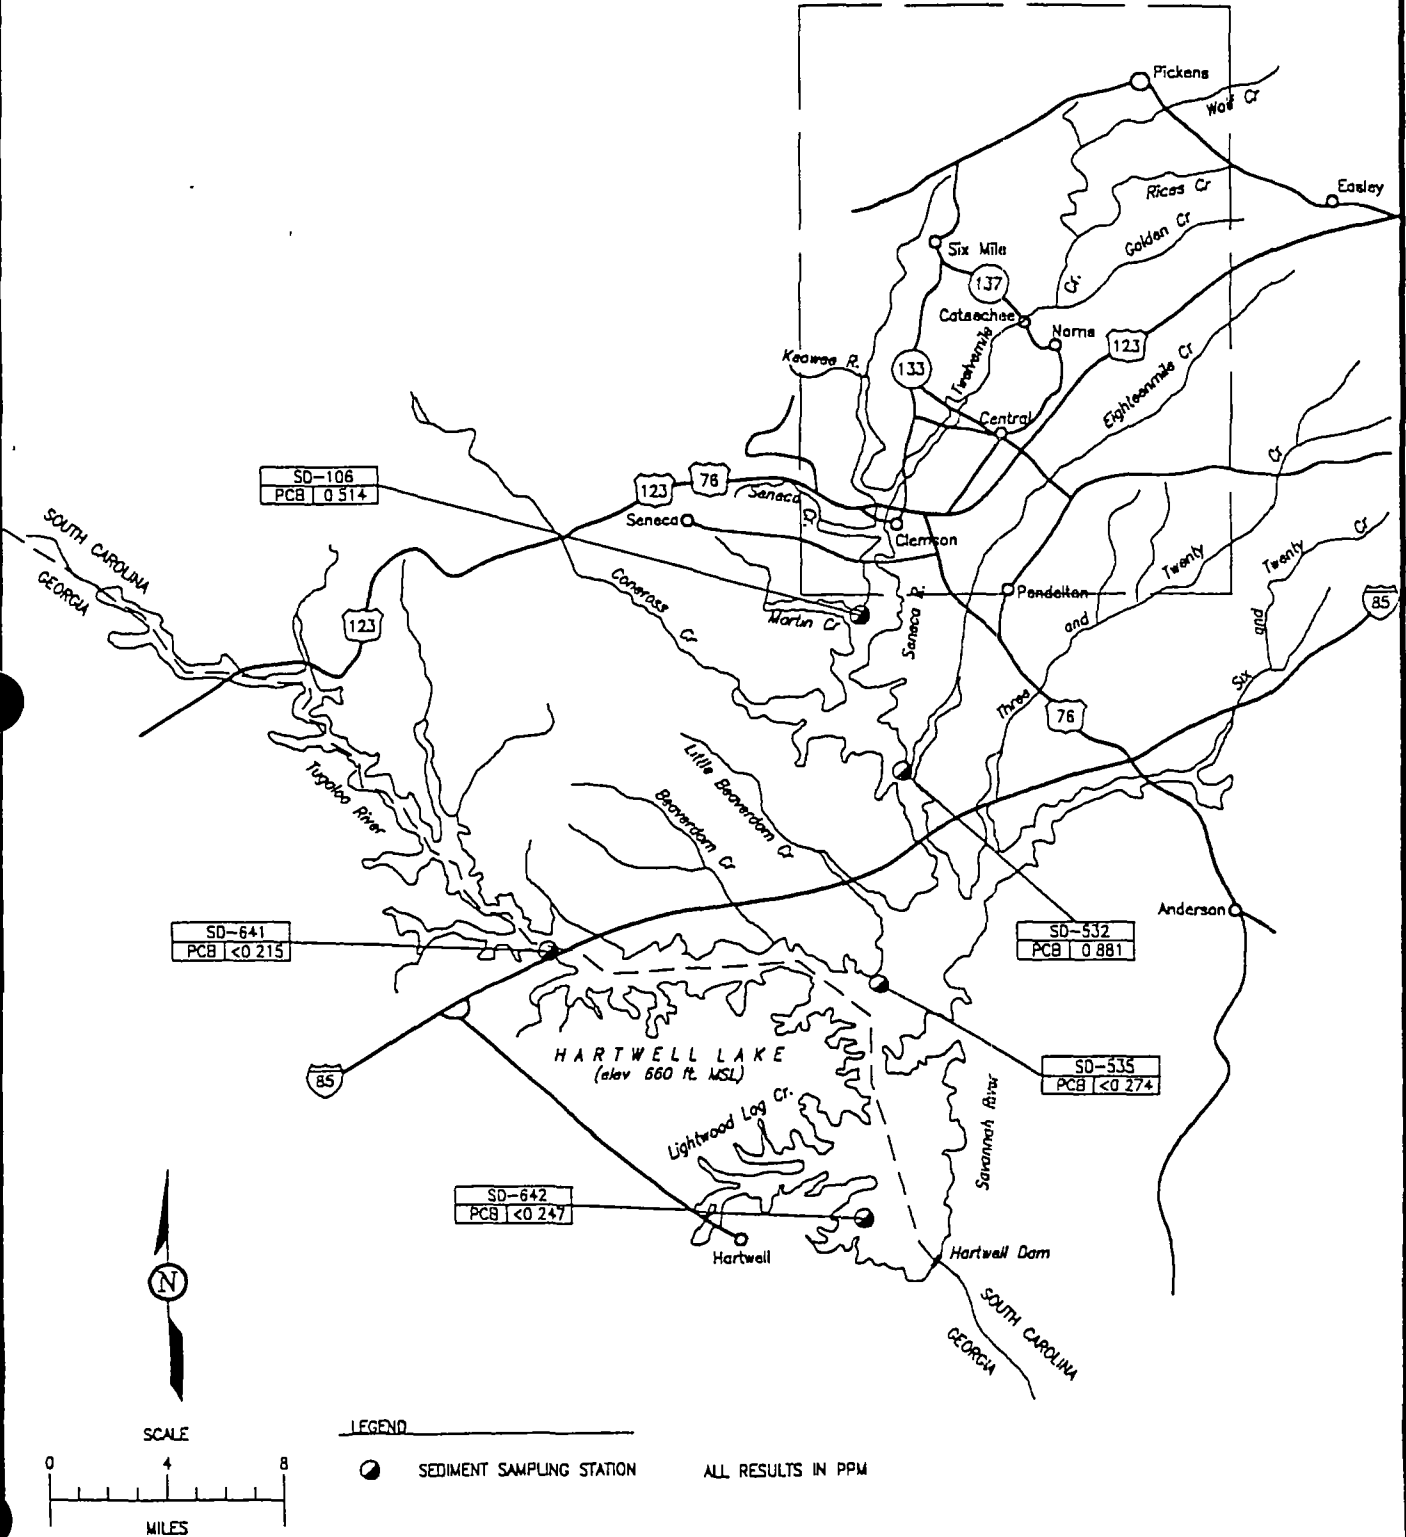 Pickens
Wolf Cr
Easley
Rices Cr
Golden Cr
Six Mile
137
Cr.
Cateechee
Norris
123
Keowee R.
133
Twelvemile
Eighteenmile Cr
Central
SD-106
PCB 0.514
123
76
Seneca
Cr.
Cr
Seneca
Clemson
SOUTH CAROLINA
GEORGIA
Twenty
Twenty
Cr
Coneross
Cr
Pendelton
85
123
Martin Cr
Seneca R.
and
and
Six
Three
76
Tugaloo River
Little Beaverdam Cr
Beaverdam Cr
Anderson
SD-641
PCB <0.215
SD-532
PCB 0.881
HARTWELL LAKE
(elev 660 ft. MSL)
85
SD-535
PCB <0.274
Lightwood Log Cr.
Savannah River
SD-642
PCB <0.247
Hartwell
Hartwell Dam
N
SOUTH CAROLINA
GEORGIA
SCALE
0 4 8
MILES
LEGEND
SEDIMENT SAMPLING STATION
ALL RESULTS IN PPM